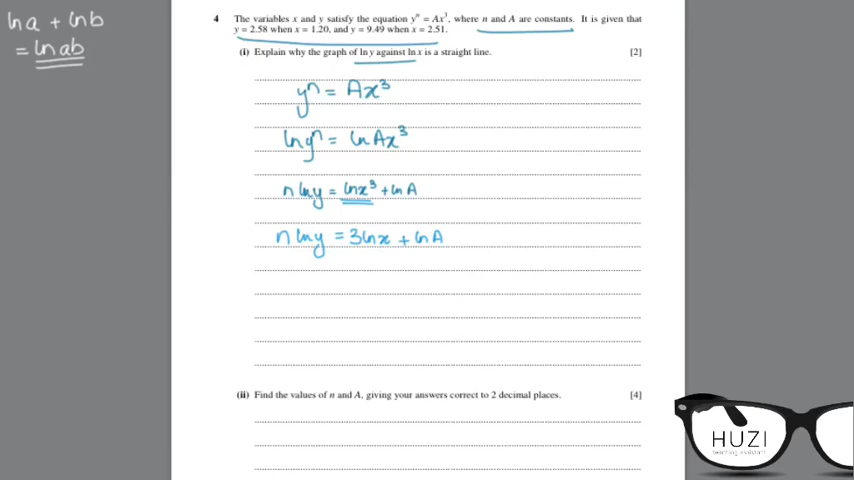 ln a + ln b
= ln ab
4 The variables x and y satisfy the equation yⁿ = Ax³, where n and A are constants. It is given that
y = 2.58 when x = 1.20, and y = 9.49 when x = 2.51.
(i) Explain why the graph of ln y against ln x is a straight line. [2]
yⁿ = Ax³
ln yⁿ = ln Ax³
n ln y = ln x³ + ln A
n ln y = 3 ln x + ln A
(ii) Find the values of n and A, giving your answers correct to 2 decimal places. [4]
HUZI
teaching assistant